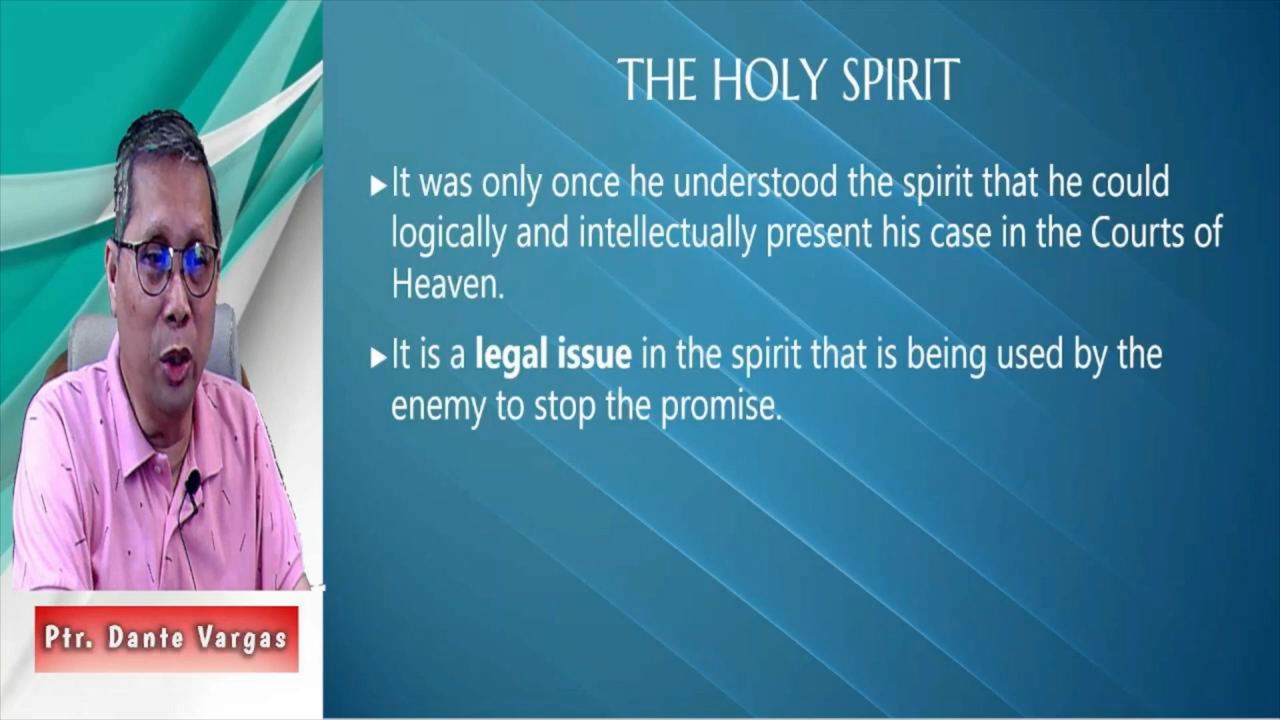 THE HOLY SPIRIT
▶It was only once he understood the spirit that he could
logically and intellectually present his case in the Courts of
Heaven.
▶It is a legal issue in the spirit that is being used by the
enemy to stop the promise.
Ptr. Dante Vargas